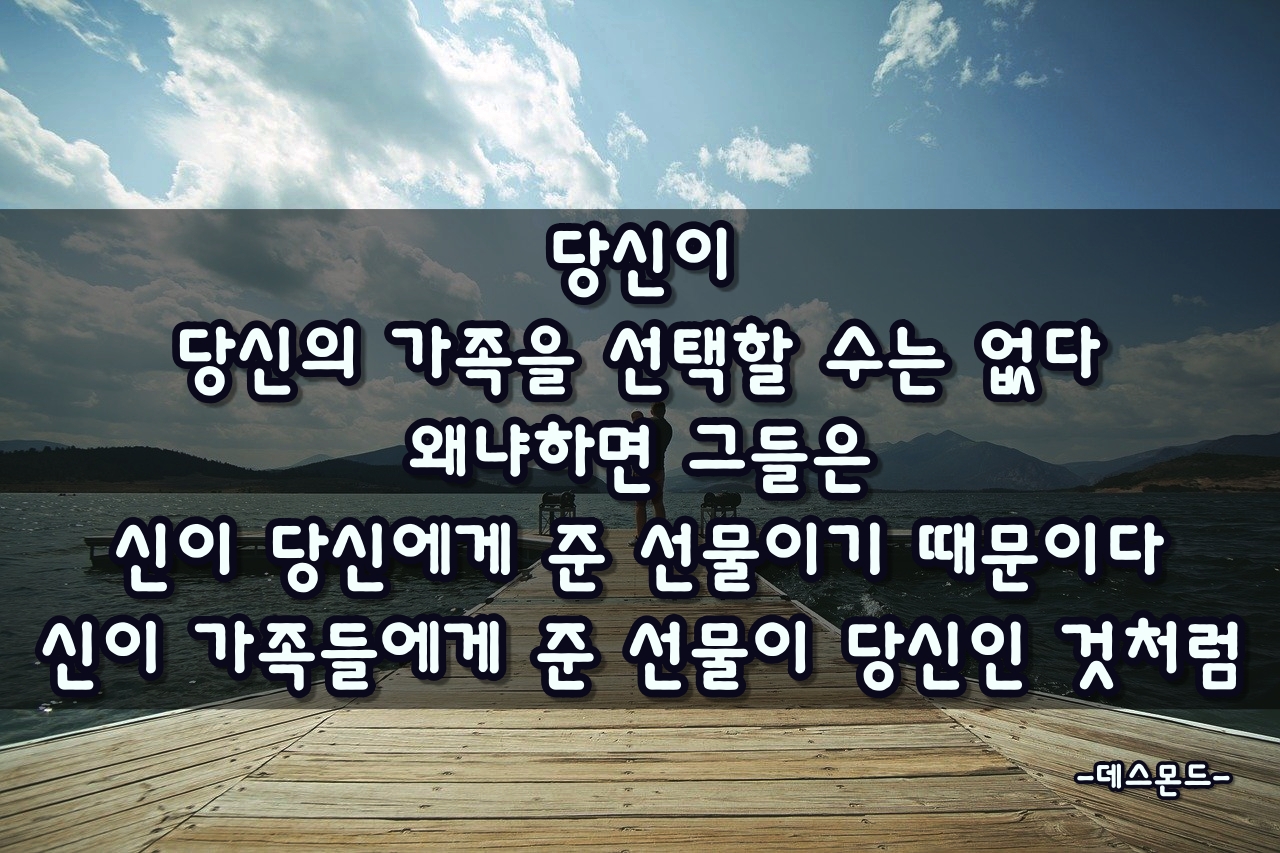 당신이
당신의 가족을 선택할 수는 없다
왜냐하면 그들은
신이 당신에게 준 선물이기 때문이다
신이 가족들에게 준 선물이 당신인 것처럼
-데스몬드-